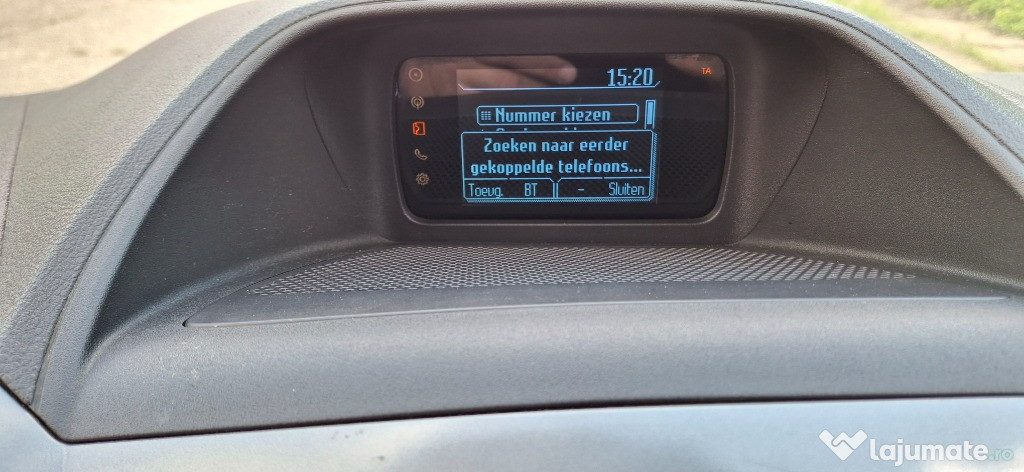 15:20
TA
Nummer kiezen
Zoeken naar eerder
gekoppelde telefoons...
Toevg. BT - Sluiten
lajumate.ro